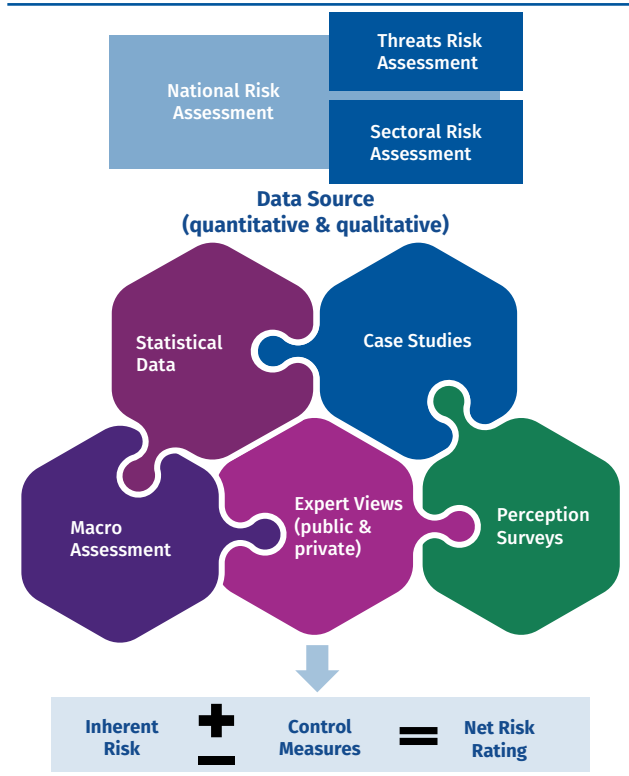 Threats Risk
Assessment
National Risk
Assessment
Sectoral Risk
Assessment
Data Source
(quantitative & qualitative)
Statistical
Data
Case Studies
Macro
Assessment
Expert Views
(public &
private)
Perception
Surveys
Inherent
Risk
+
−
Control
Measures
=
Net Risk
Rating